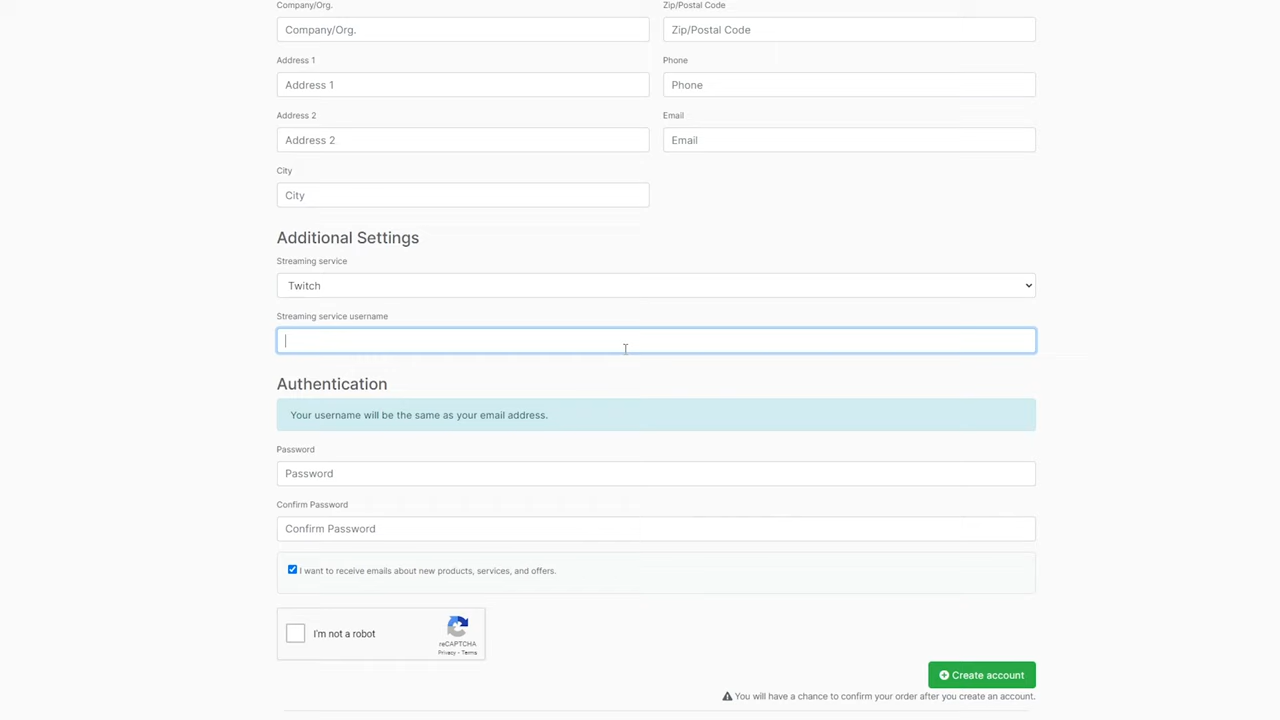 Company/Org.
Company/Org.
Zip/Postal Code
Zip/Postal Code
Address 1
Address 1
Phone
Phone
Address 2
Address 2
Email
Email
City
City
Additional Settings
Streaming service
Twitch
Streaming service username
Authentication
Your username will be the same as your email address.
Password
Password
Confirm Password
Confirm Password
I want to receive emails about new products, services, and offers.
I'm not a robot
reCAPTCHA
Privacy - Terms
Create account
You will have a chance to confirm your order after you create an account.